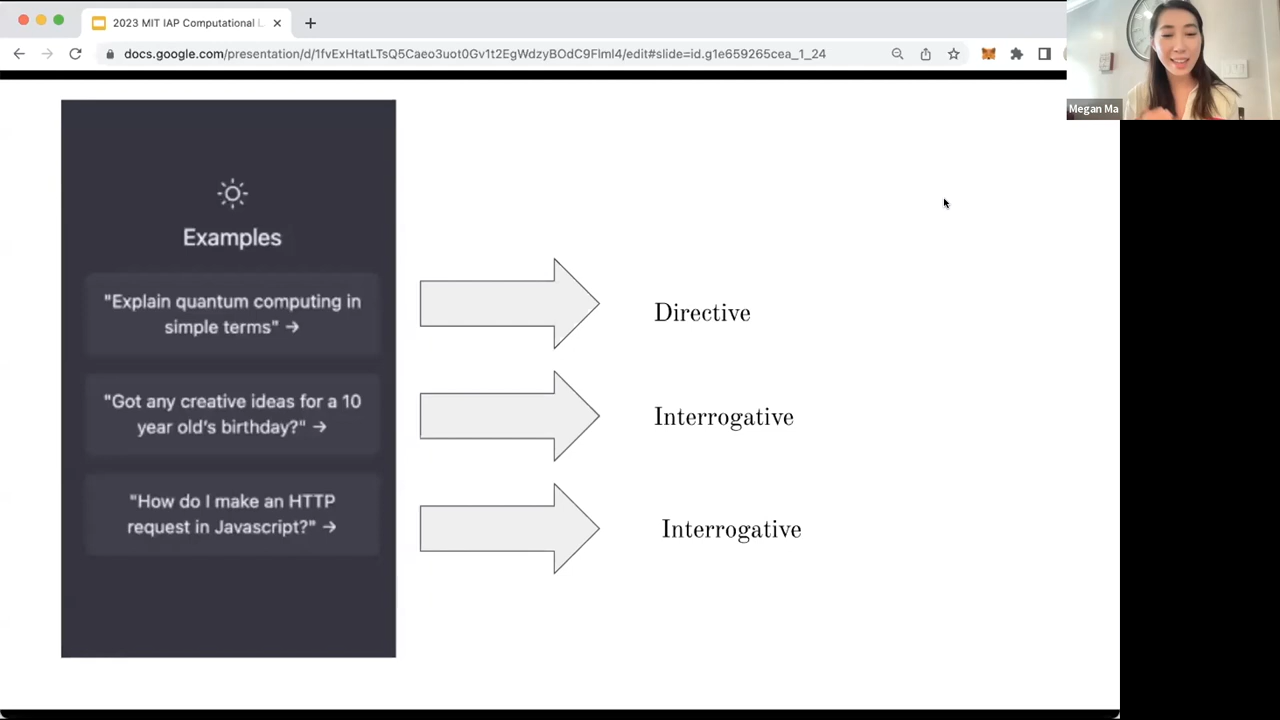 2023 MIT IAP Computational L
docs.google.com/presentation/d/1fvExHtatLTsQ5Caeo3uot0Gv1t2EgWdzyBOdC9Flml4/edit#slide=id.g1e659265cea_1_24
Megan Ma
Examples
"Explain quantum computing in
simple terms" →
Directive
"Got any creative ideas for a 10
year old's birthday?" →
Interrogative
"How do I make an HTTP
request in Javascript?" →
Interrogative